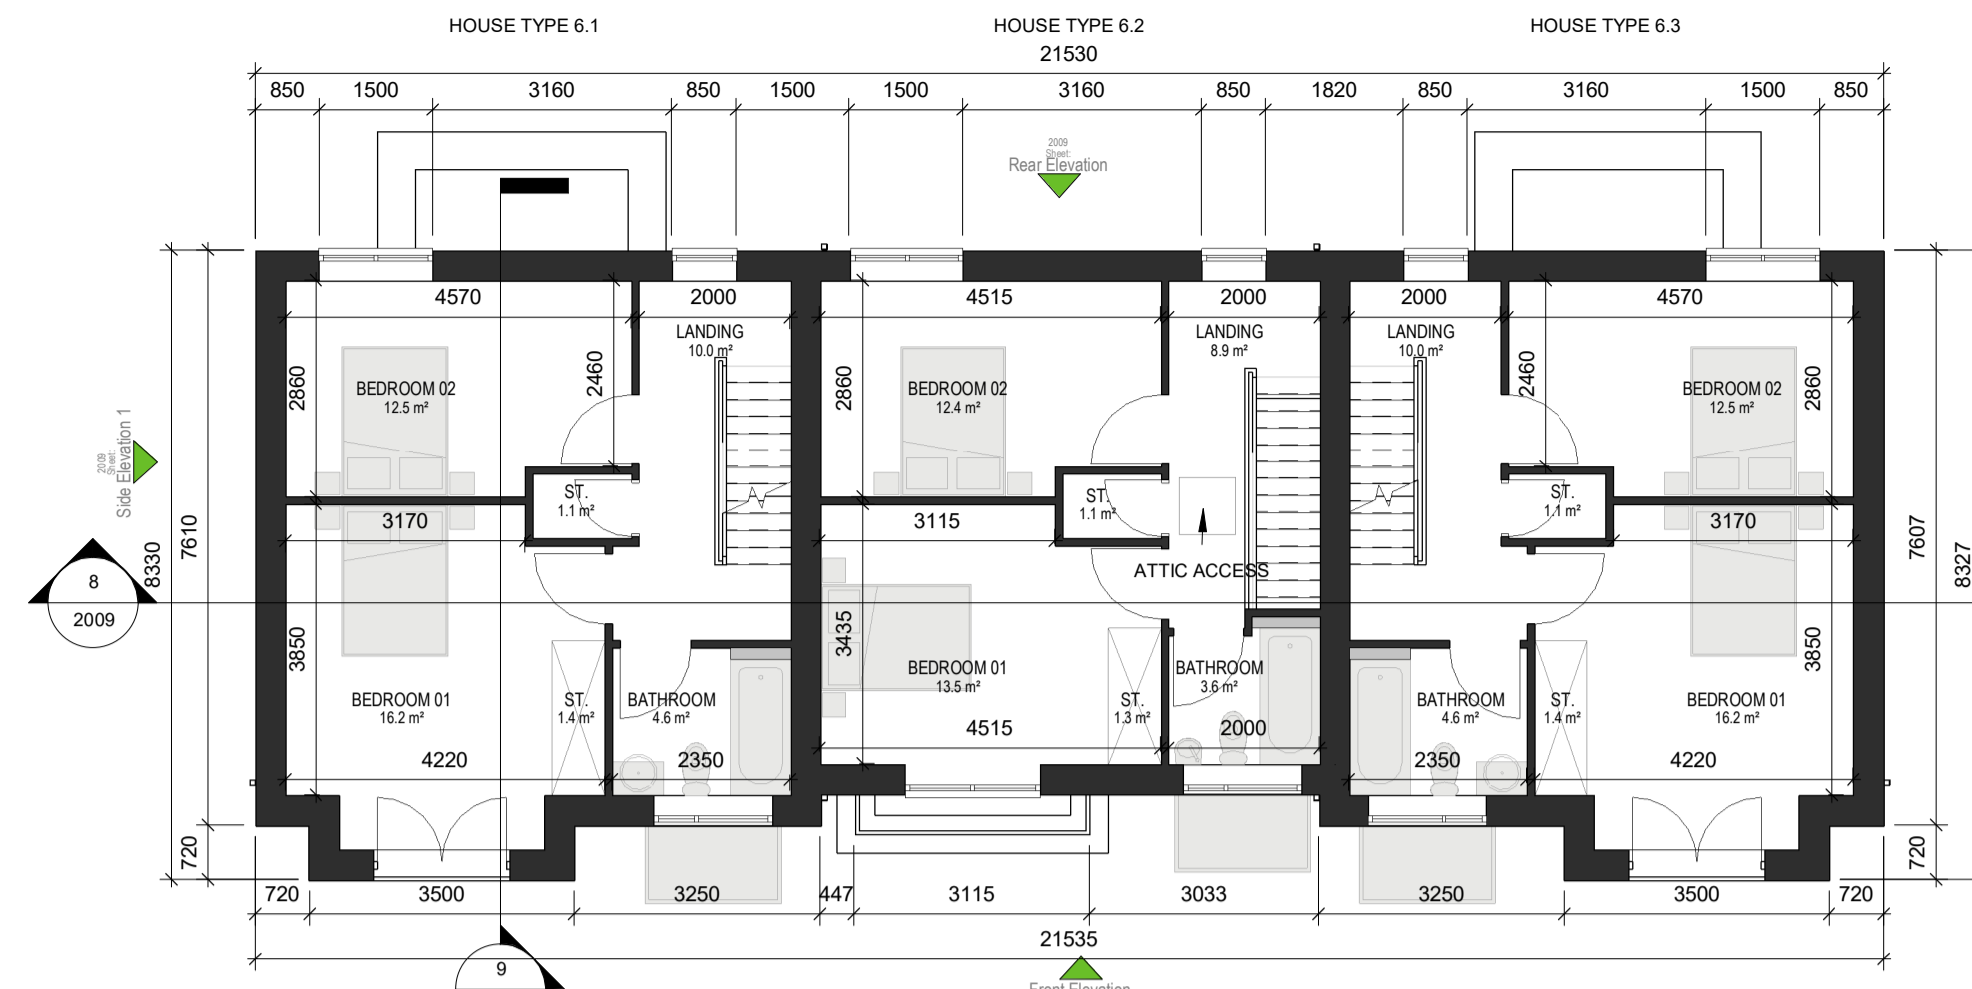 HOUSE TYPE 6.1 HOUSE TYPE 6.2 HOUSE TYPE 6.3
21530
850 1500 3160 850 1500 1500 3160 850 1820 850 3160 1500 850
2009
Sheet:
Rear Elevation
4570 2000 4515 2000 2000 4570
LANDING LANDING LANDING
10.0 m² 8.9 m² 10.0 m²
2860 2460 2860 2460 2860
BEDROOM 02 BEDROOM 02 BEDROOM 02
12.5 m² 12.4 m² 12.5 m²
2009
Sheet:
Side Elevation 1
ST. ST. ST.
1.1 m² 1.1 m² 1.1 m²
3170 3115 3170
8330 7610 7607 8327
ATTIC ACCESS
8
2009
3850 3435 3850
BEDROOM 01 BATHROOM
13.5 m² 3.6 m²
BEDROOM 01 ST. BATHROOM ST. BATHROOM ST. BEDROOM 01
16.2 m² 1.4 m² 4.6 m² 1.3 m² 4.6 m² 1.4 m² 16.2 m²
4515 2000
4220 2350 2350 4220
720 720
720 3500 3250 447 3115 3033 3250 3500 720
21535
9
Front Elevation